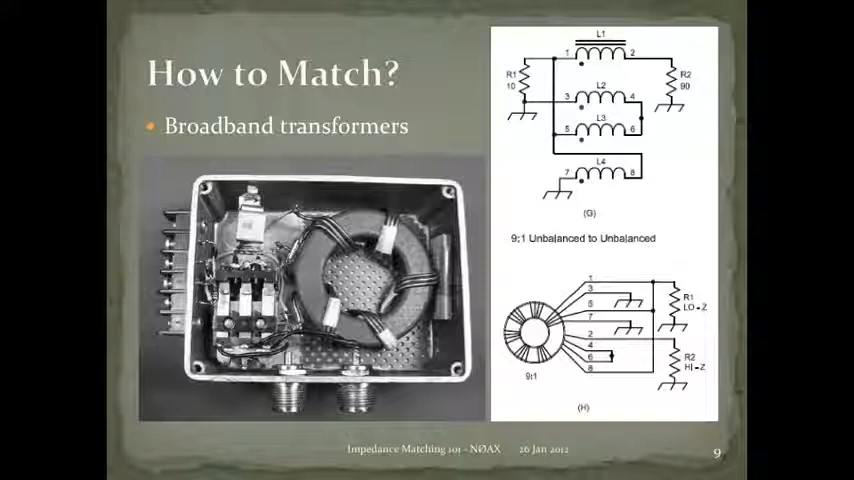 How to Match?
Broadband transformers
L1
1
2
R1
10
R2
90
L2
3
4
L3
5
6
L4
7
8
(G)
9:1 Unbalanced to Unbalanced
1
3
5
7
2
4
6
8
R1
LO-Z
R2
HI-Z
9:1
(H)
Impedance Matching 101 - NØAX
26 Jan 2012
9